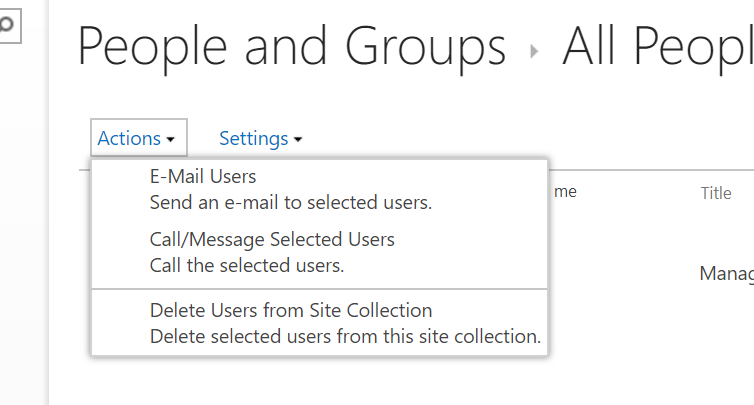 People and Groups All Peopl
Actions Settings
E-Mail Users
Send an e-mail to selected users.
me Title
Call/Message Selected Users
Call the selected users.
Manag
Delete Users from Site Collection
Delete selected users from this site collection.